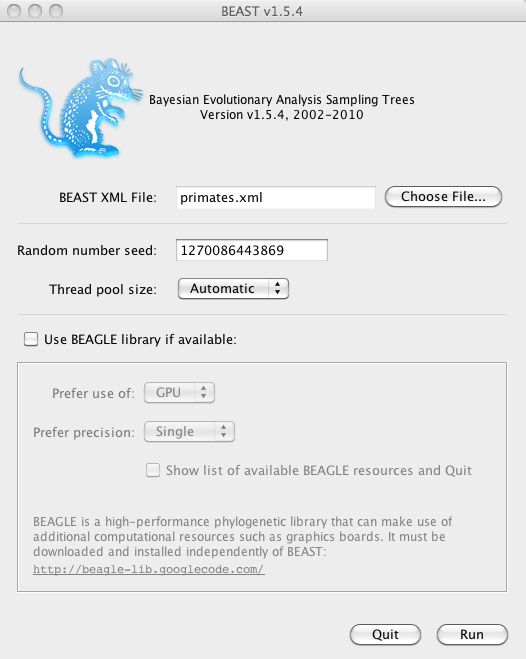 BEAST v1.5.4
Bayesian Evolutionary Analysis Sampling Trees
Version v1.5.4, 2002-2010
BEAST XML File: primates.xml Choose File...
Random number seed: 1270086443869
Thread pool size: Automatic
Use BEAGLE library if available:
Prefer use of: GPU
Prefer precision: Single
Show list of available BEAGLE resources and Quit
BEAGLE is a high-performance phylogenetic library that can make use of
additional computational resources such as graphics boards. It must be
downloaded and installed independently of BEAST:
http://beagle-lib.googlecode.com/
Quit Run